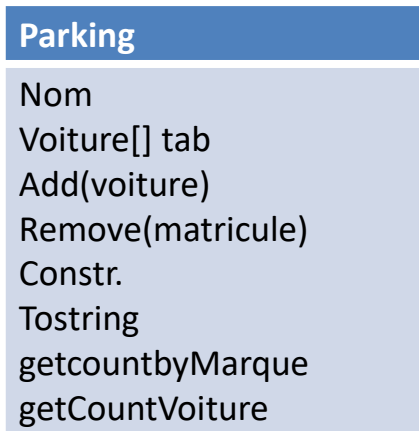 Parking
Nom
Voiture[] tab
Add(voiture)
Remove(matricule)
Constr.
Tostring
getcountbyMarque
getCountVoiture